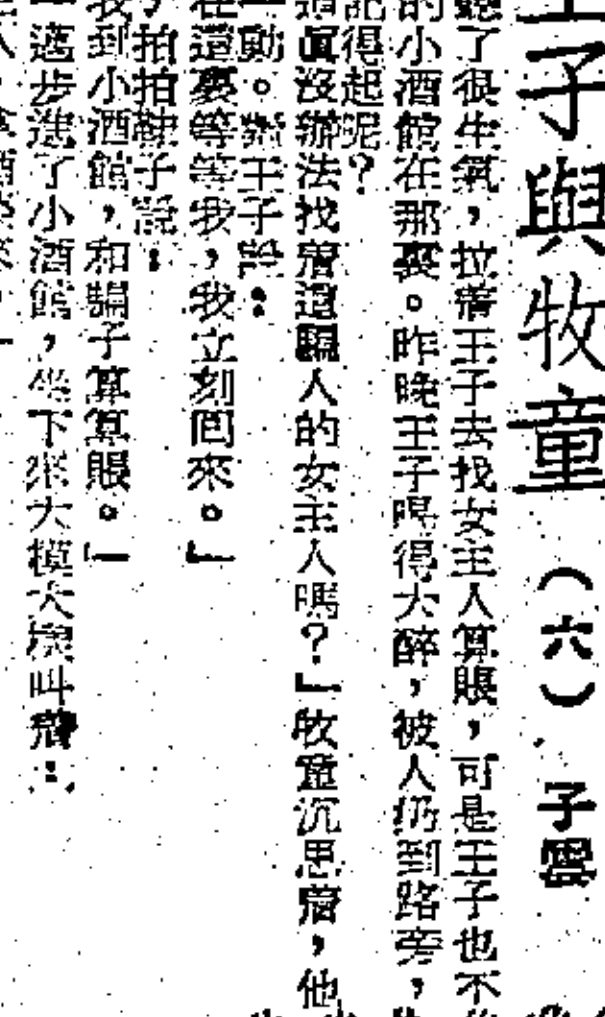 王子與牧童（六）　子雲
聽了很生氣，拉着王子去找女主人算賬，可是王子也不
的小酒館在那裏。昨晚王子喝得大醉，被人扔到路旁，
記得起呢？
道眞沒辦法找着這騙人的女主人嗎？」牧童沉思着，他
動。對王子說：
在這裏等等我，我立刻回來。」
，拍拍鞋子說：
我到小酒館，和騙子算算賬。」
邁步進了小酒館，坐下來大模大樣叫着：